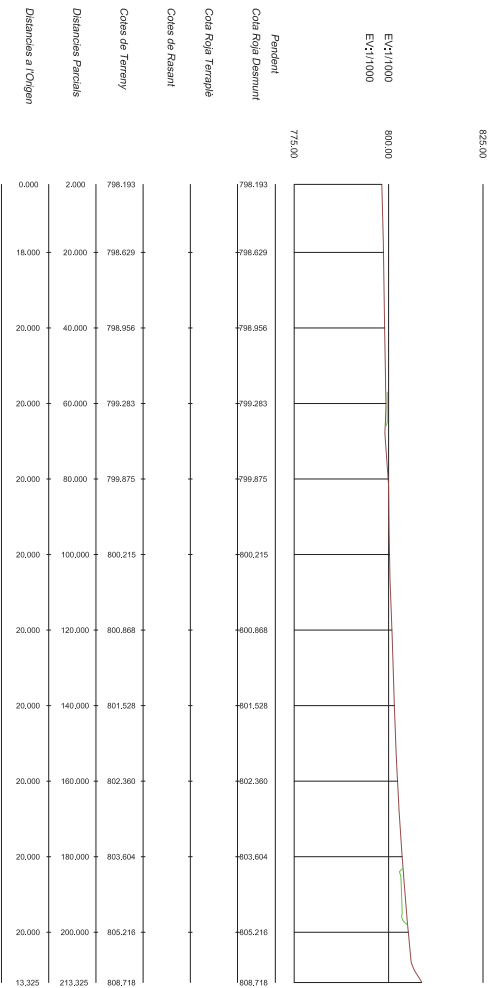 Pendent
EV:1/1000
EV:1/1000
825.00
800.00
775.00
Cota Roja Desmunt
798.193 798.629 798.956 799.283 799.875 800,215 800.868 801,528 802.360 803.604 805.216 808,718
Cota Roja Terraplè
Cotes de Rasant
Cotes de Terreny
798.193 798.629 798.956 799.283 799.875 800,215 800.868 801,528 802.360 803.604 805.216 808,718
Distancies Parcials
2.000 20.000 40.000 60.000 80.000 100,000 120.000 140,000 160.000 180.000 200.000 213,325
Distancies a l'Origen
0.000 18.000 20.000 20.000 20.000 20,000 20.000 20,000 20.000 20,000 20.000 13,325